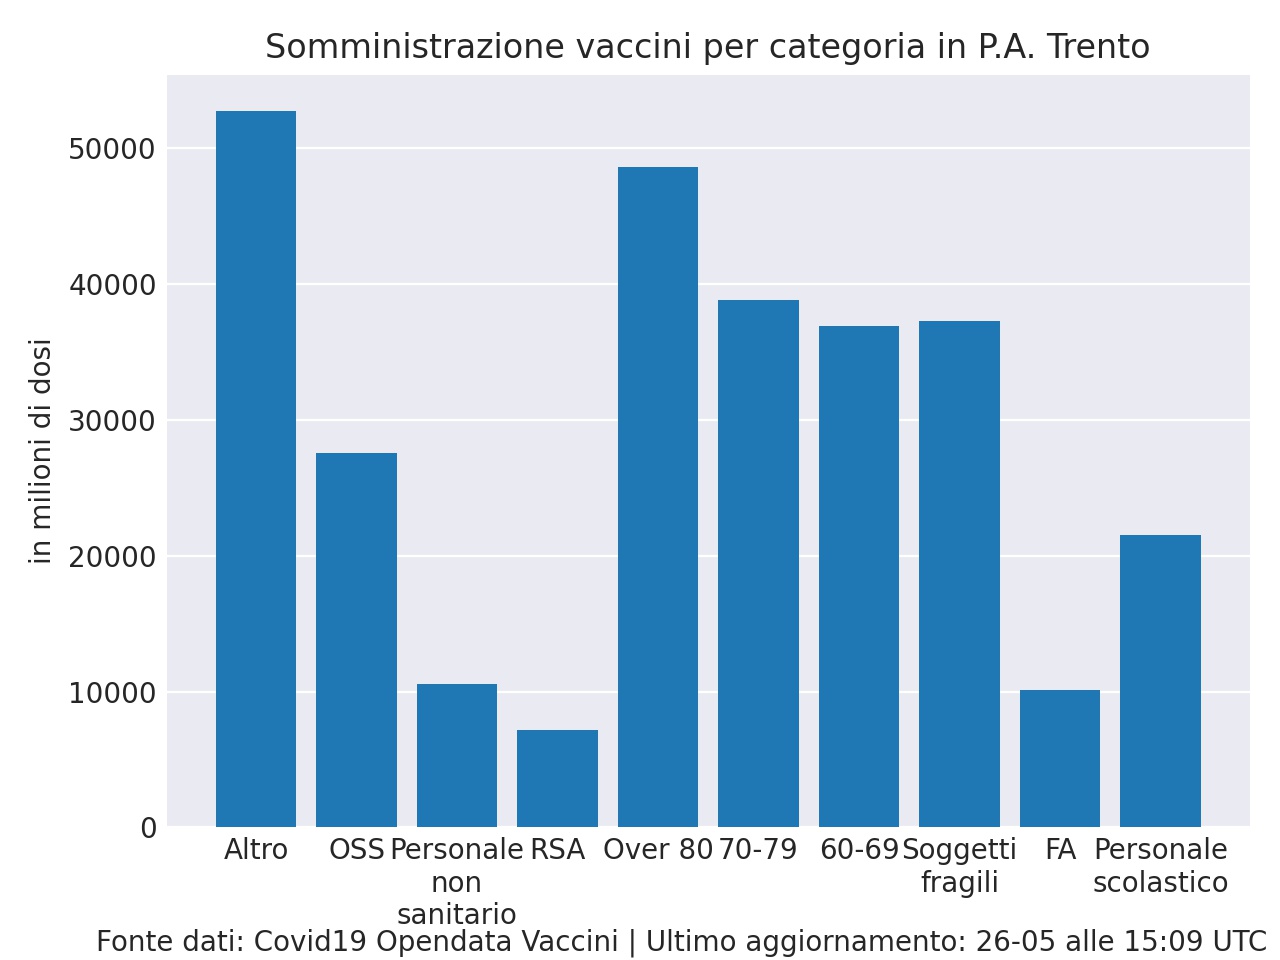 Somministrazione vaccini per categoria in P.A. Trento
in milioni di dosi
50000
40000
30000
20000
10000
0
Altro
OSS
Personale
non
sanitario
RSA
Over 80
70-79
60-69
Soggetti
fragili
FA
Personale
scolastico
Fonte dati: Covid19 Opendata Vaccini | Ultimo aggiornamento: 26-05 alle 15:09 UTC